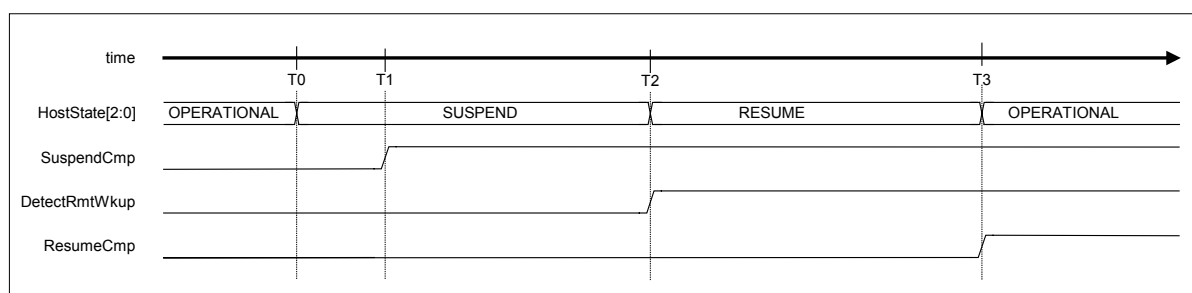 time
T0 T1 T2 T3
HostState[2:0] OPERATIONAL SUSPEND RESUME OPERATIONAL
SuspendCmp
DetectRmtWkup
ResumeCmp